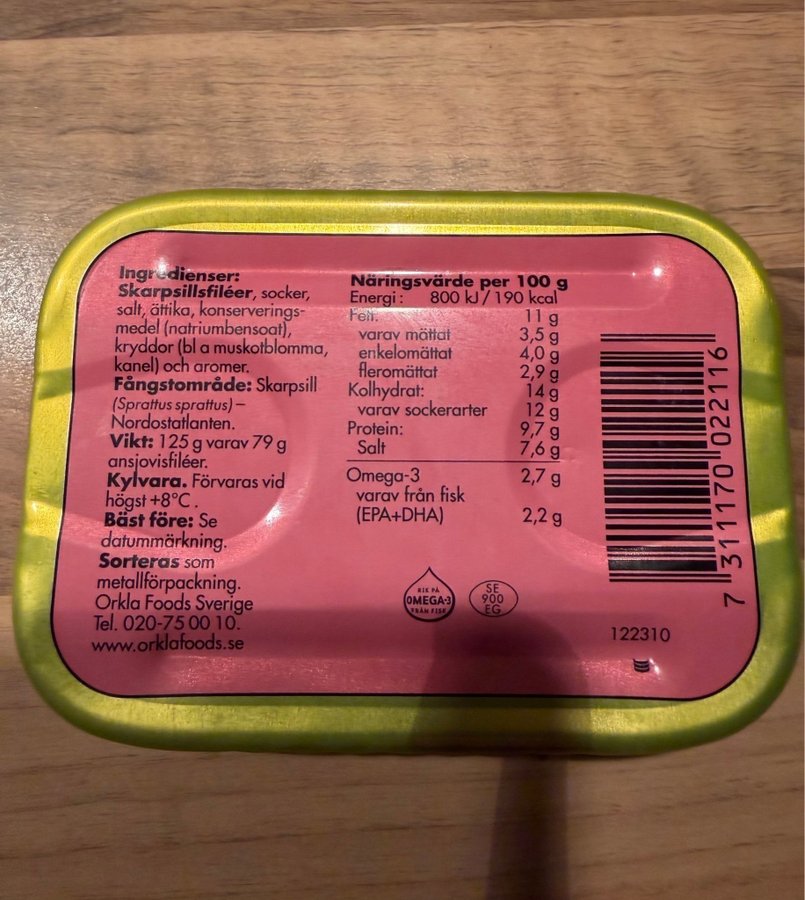 Ingredienser:
Skarpsillsfiléer, socker,
salt, ättika, konserverings-
medel (natriumbensoat),
kryddor (bl a muskotblomma,
kanel) och aromer.
Fångstområde: Skarpsill
(Sprattus sprattus) –
Nordostatlanten.
Vikt: 125 g varav 79 g
ansjovisfiléer.
Kylvara. Förvaras vid
högst +8°C.
Bäst före: Se
datummärkning.
Sorteras som
metallförpackning.
Orkla Foods Sverige
Tel. 020-75 00 10.
www.orklafoods.se
Näringsvärde per 100 g
Energi: 800 kJ / 190 kcal
Fett: 11 g
varav mättat 3,5 g
enkelomättat 4,0 g
fleromättat 2,9 g
Kolhydrat: 14 g
varav sockerarter 12 g
Protein: 9,7 g
Salt 7,6 g
Omega-3 2,7 g
varav från fisk
(EPA+DHA) 2,2 g
RIK PÅ
OMEGA-3
FRÅN FISK
SE
900
EG
7 311170 022116
122310